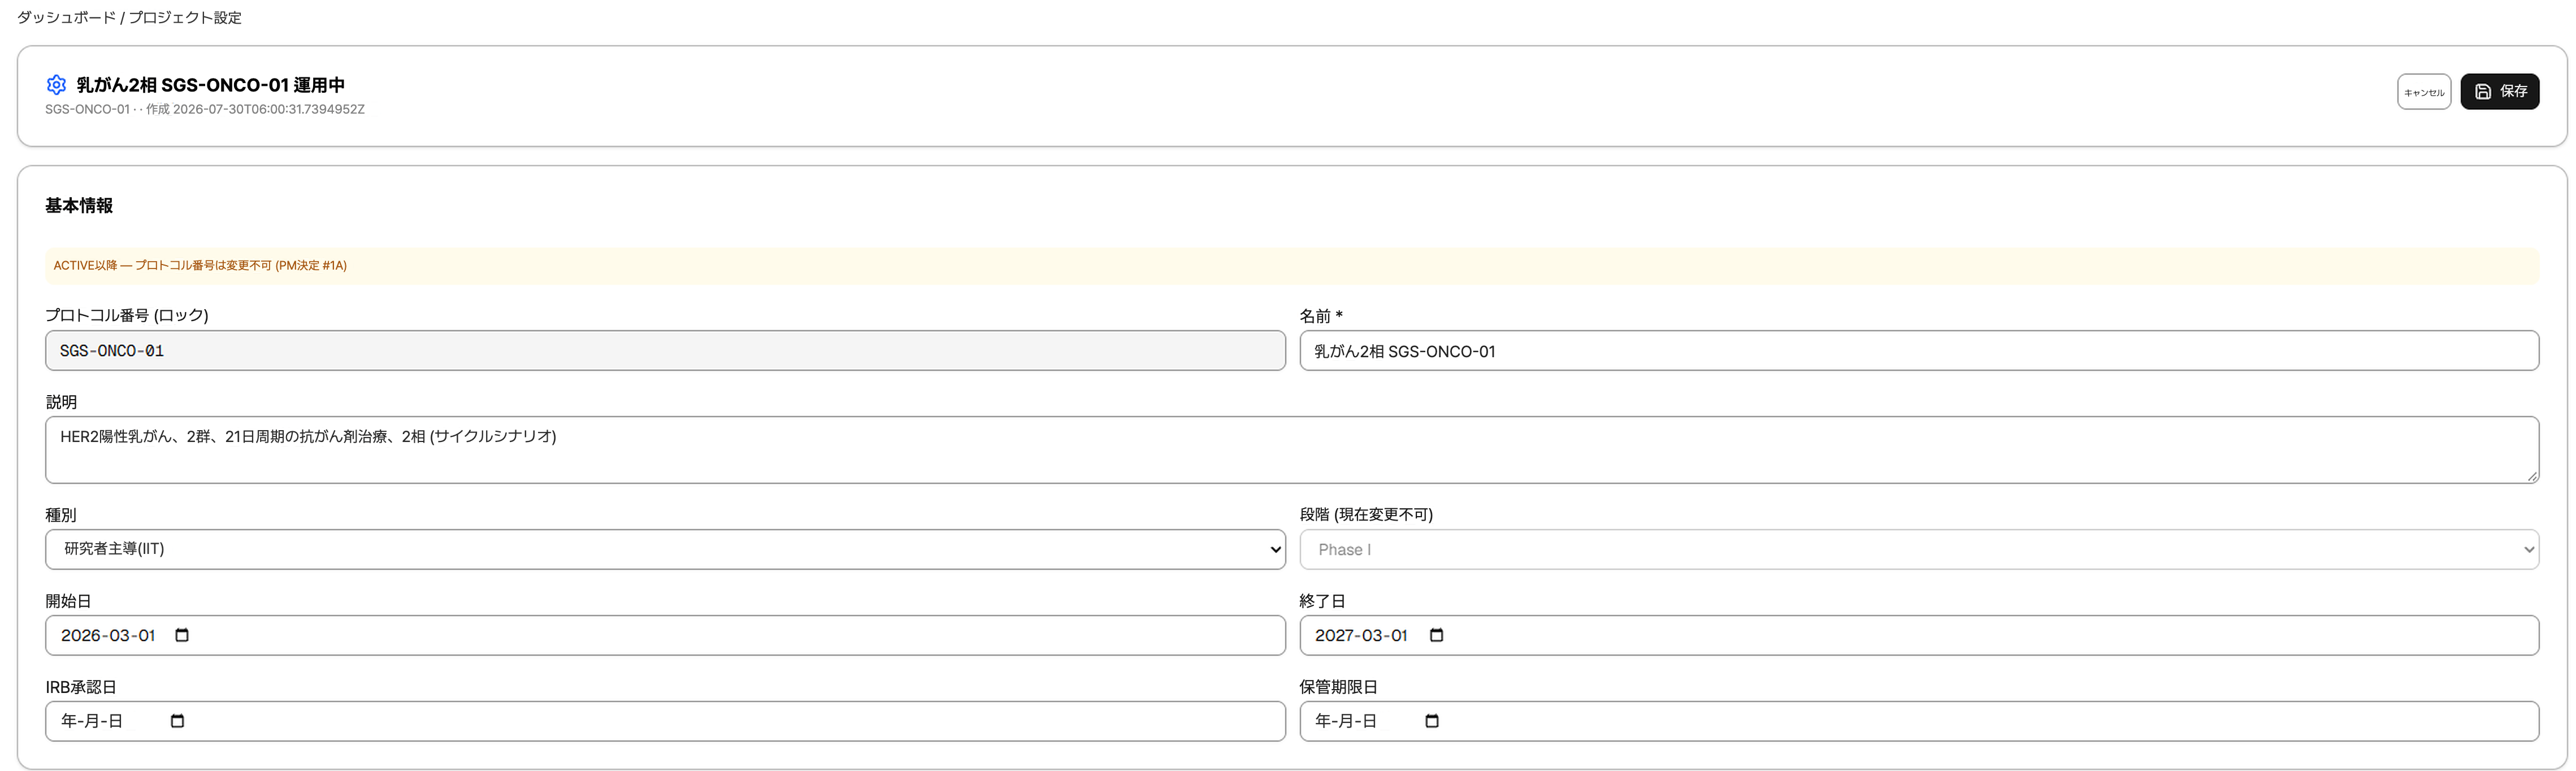 ダッシュボード / プロジェクト設定
乳がん2相 SGS-ONCO-01 運用中
SGS-ONCO-01 · · 作成 2026-07-30T06:00:31.7394952Z
キャンセル
保存
基本情報
ACTIVE以降 — プロトコル番号は変更不可 (PM決定 #1A)
プロトコル番号 (ロック)
SGS-ONCO-01
名前 *
乳がん2相 SGS-ONCO-01
説明
HER2陽性乳がん、2群、21日周期の抗がん剤治療、2相 (サイクルシナリオ)
種別
研究者主導(IIT)
段階 (現在変更不可)
Phase I
開始日
2026-03-01
終了日
2027-03-01
IRB承認日
年-月-日
保管期限日
年-月-日